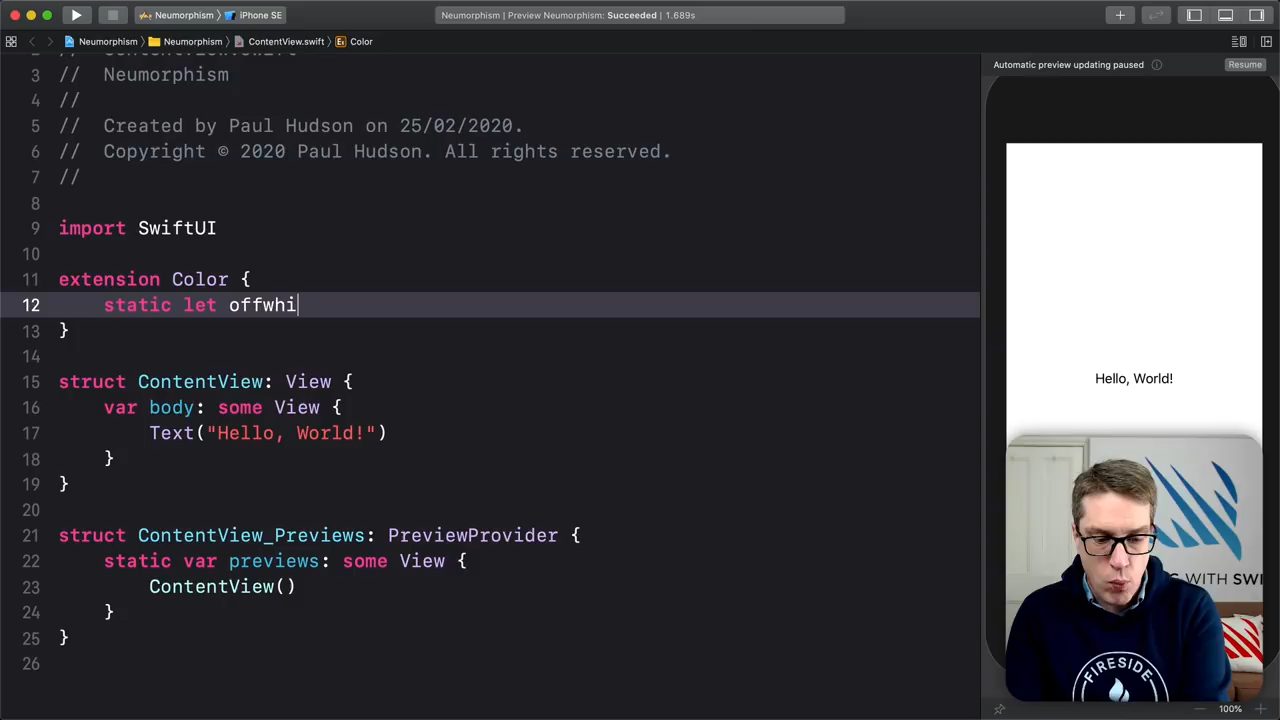 Neumorphism 〉 iPhone SE
Neumorphism | Preview Neumorphism: Succeeded | 1.689s
Neumorphism 〉 Neumorphism 〉 ContentView.swift 〉 Color
3 //  Neumorphism
4 //
5 //  Created by Paul Hudson on 25/02/2020.
6 //  Copyright © 2020 Paul Hudson. All rights reserved.
7 //
8
9 import SwiftUI
10
11 extension Color {
12     static let offwhi
13 }
14
15 struct ContentView: View {
16     var body: some View {
17         Text("Hello, World!")
18     }
19 }
20
21 struct ContentView_Previews: PreviewProvider {
22     static var previews: some View {
23         ContentView()
24     }
25 }
26
Automatic preview updating paused
Resume
Hello, World!
WITH SWI
FIRESIDE
100%